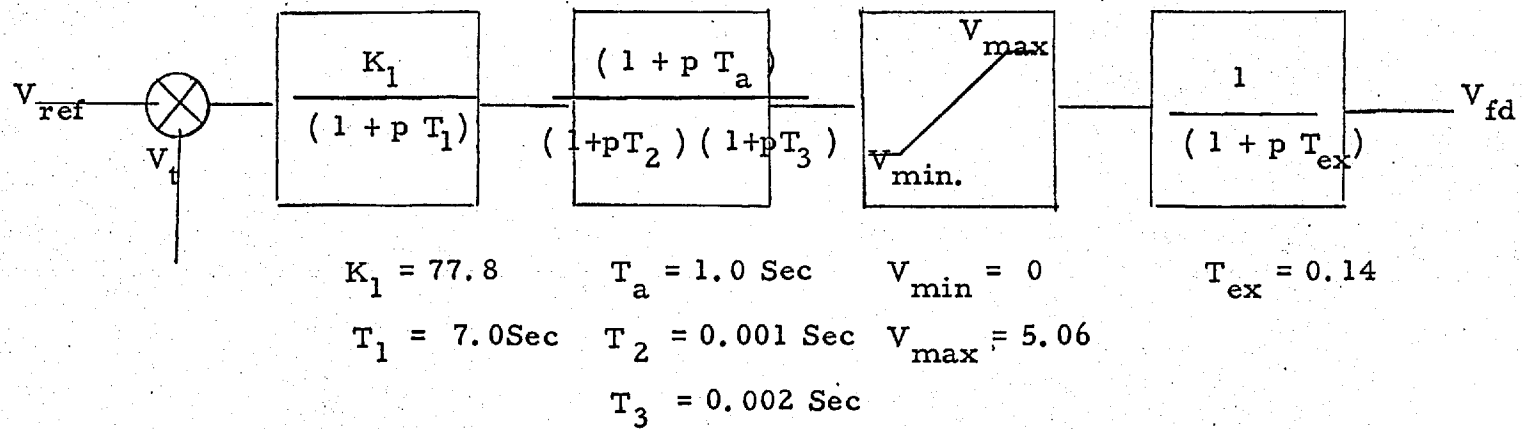 V_ref
V_t
K_1
( 1 + p T_1 )
( 1 + p T_a )
( 1+pT_2 ) ( 1+pT_3 )
V_max
V_min.
1
( 1 + p T_ex )
V_fd
K_1 = 77.8 T_a = 1.0 Sec V_min = 0 T_ex = 0.14
T_1 = 7.0Sec T_2 = 0.001 Sec V_max = 5.06
T_3 = 0.002 Sec